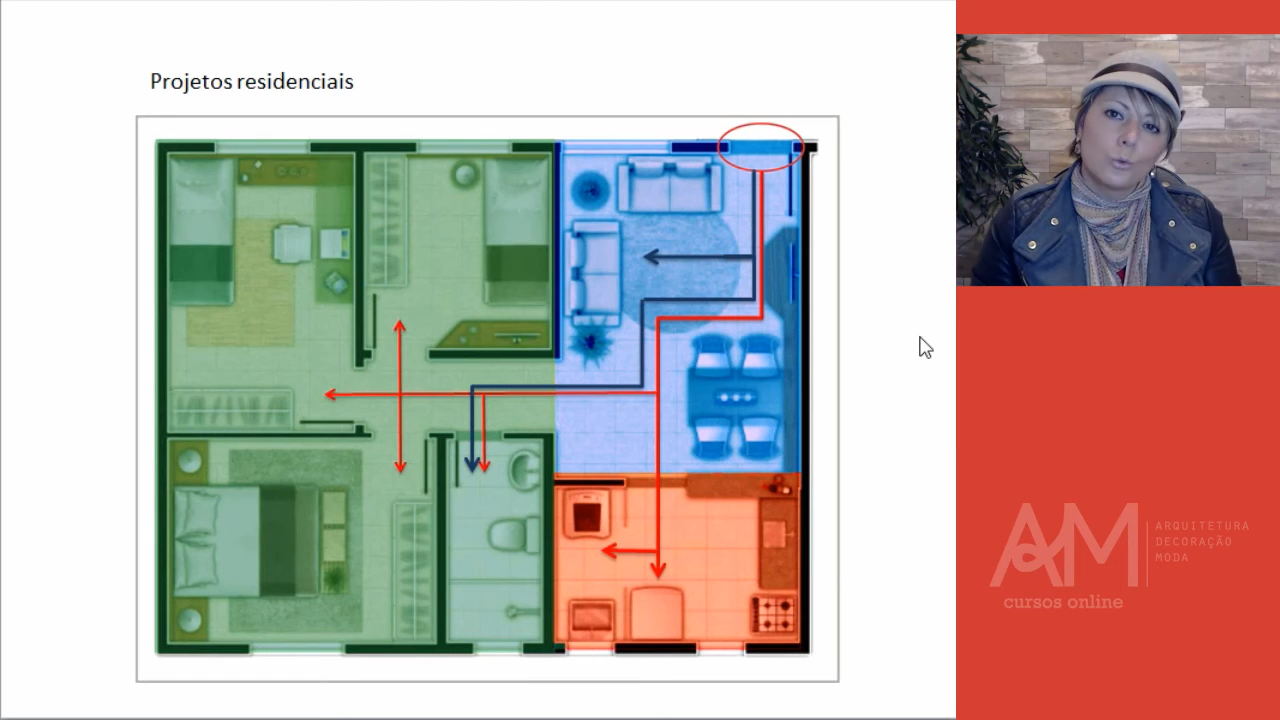 Projetos residenciais
AM
ARQUITETURA
DECORAÇÃO
MODA
cursos online